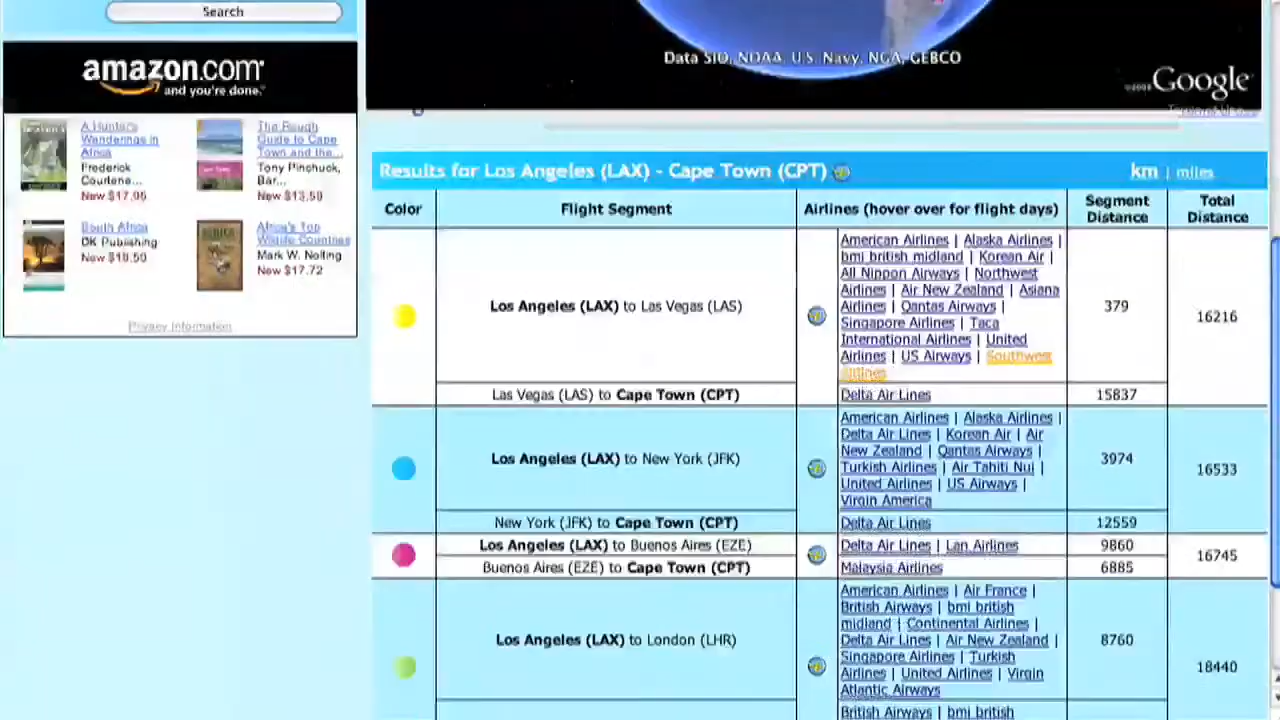 Search
amazon.com
and you're done.
A Hunter's
Wanderings in
Africa
Frederick
Courtene...
New $17.05
The Rough
Guide to Cape
Town and the...
Tony Pinchuck,
Bar...
New $13.50
South Africa
DK Publishing
New $16.50
Africa's Top
Wildlife Countries
Mark W. Nolting
New $17.72
Privacy Information
Data SIO, NOAA, U.S. Navy, NGA, GEBCO
Google
Terms of Use
Results for Los Angeles (LAX) - Cape Town (CPT)
km | miles
Color
Flight Segment
Airlines (hover over for flight days)
Segment
Distance
Total
Distance
Los Angeles (LAX) to Las Vegas (LAS)
American Airlines | Alaska Airlines |
bmi british midland | Korean Air |
All Nippon Airways | Northwest
Airlines | Air New Zealand | Asiana
Airlines | Qantas Airways |
Singapore Airlines | Taca
International Airlines | United
Airlines | US Airways | Southwest
Airlines
379
16216
Las Vegas (LAS) to Cape Town (CPT)
Delta Air Lines
15837
Los Angeles (LAX) to New York (JFK)
American Airlines | Alaska Airlines |
Delta Air Lines | Korean Air | Air
New Zealand | Qantas Airways |
Turkish Airlines | Air Tahiti Nui |
United Airlines | US Airways |
Virgin America
3974
16533
New York (JFK) to Cape Town (CPT)
Delta Air Lines
12559
Los Angeles (LAX) to Buenos Aires (EZE)
Delta Air Lines | Lan Airlines
9860
16745
Buenos Aires (EZE) to Cape Town (CPT)
Malaysia Airlines
6885
Los Angeles (LAX) to London (LHR)
American Airlines | Air France |
British Airways | bmi british
midland | Continental Airlines |
Delta Air Lines | Air New Zealand |
Singapore Airlines | Turkish
Airlines | United Airlines | Virgin
Atlantic Airways
8760
18440
British Airways | bmi british